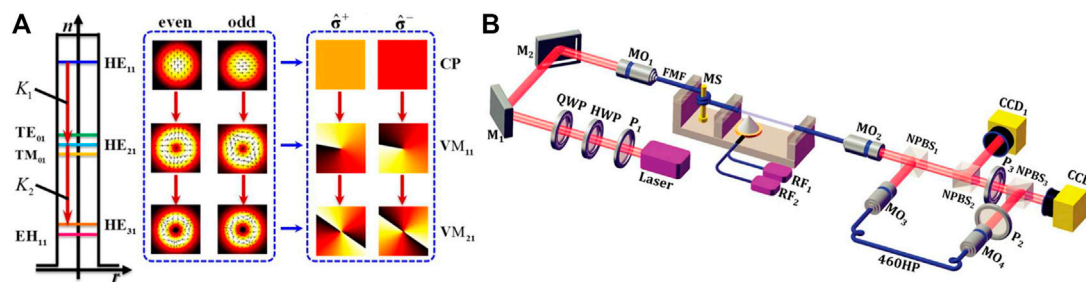 A
n
even
odd
σ̂⁺
σ̂⁻
HE₁₁
CP
K₁
TE₀₁
TM₀₁
HE₂₁
VM₁₁
K₂
EH₁₁
HE₃₁
VM₂₁
r
B
M₂
MO₁
FMF
MS
M₁
QWP
HWP
P₁
Laser
RF₁
RF₂
MO₂
NPBS₁
CCD₁
NPBS₂
P₃
NPBS₃
CCD
MO₃
460HP
MO₄
P₂